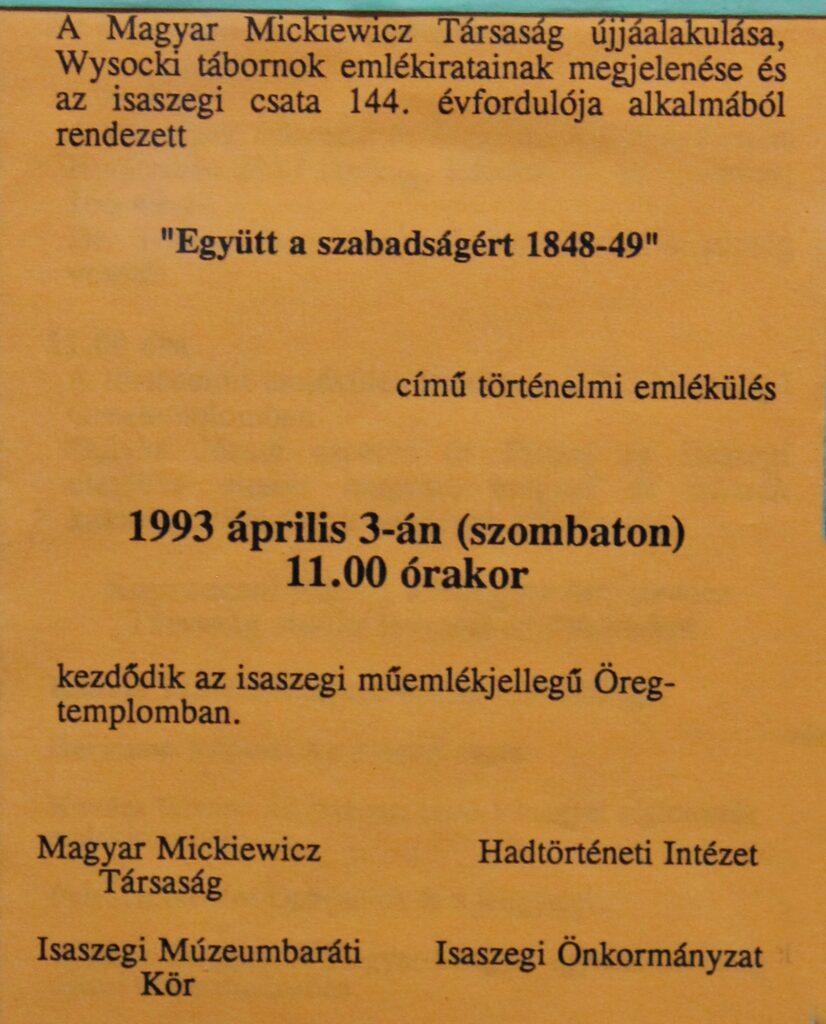 A Magyar Mickiewicz Társaság újjáalakulása,
Wysocki tábornok emlékiratainak megjelenése és
az isaszegi csata 144. évfordulója alkalmából
rendezett
"Együtt a szabadságért 1848-49"
című történelmi emlékülés
1993 április 3-án (szombaton)
11.00 órakor
kezdődik az isaszegi műemlékjellegű Öreg-
templomban.
Magyar Mickiewicz
Társaság
Hadtörténeti Intézet
Isaszegi Múzeumbaráti
Kör
Isaszegi Önkormányzat